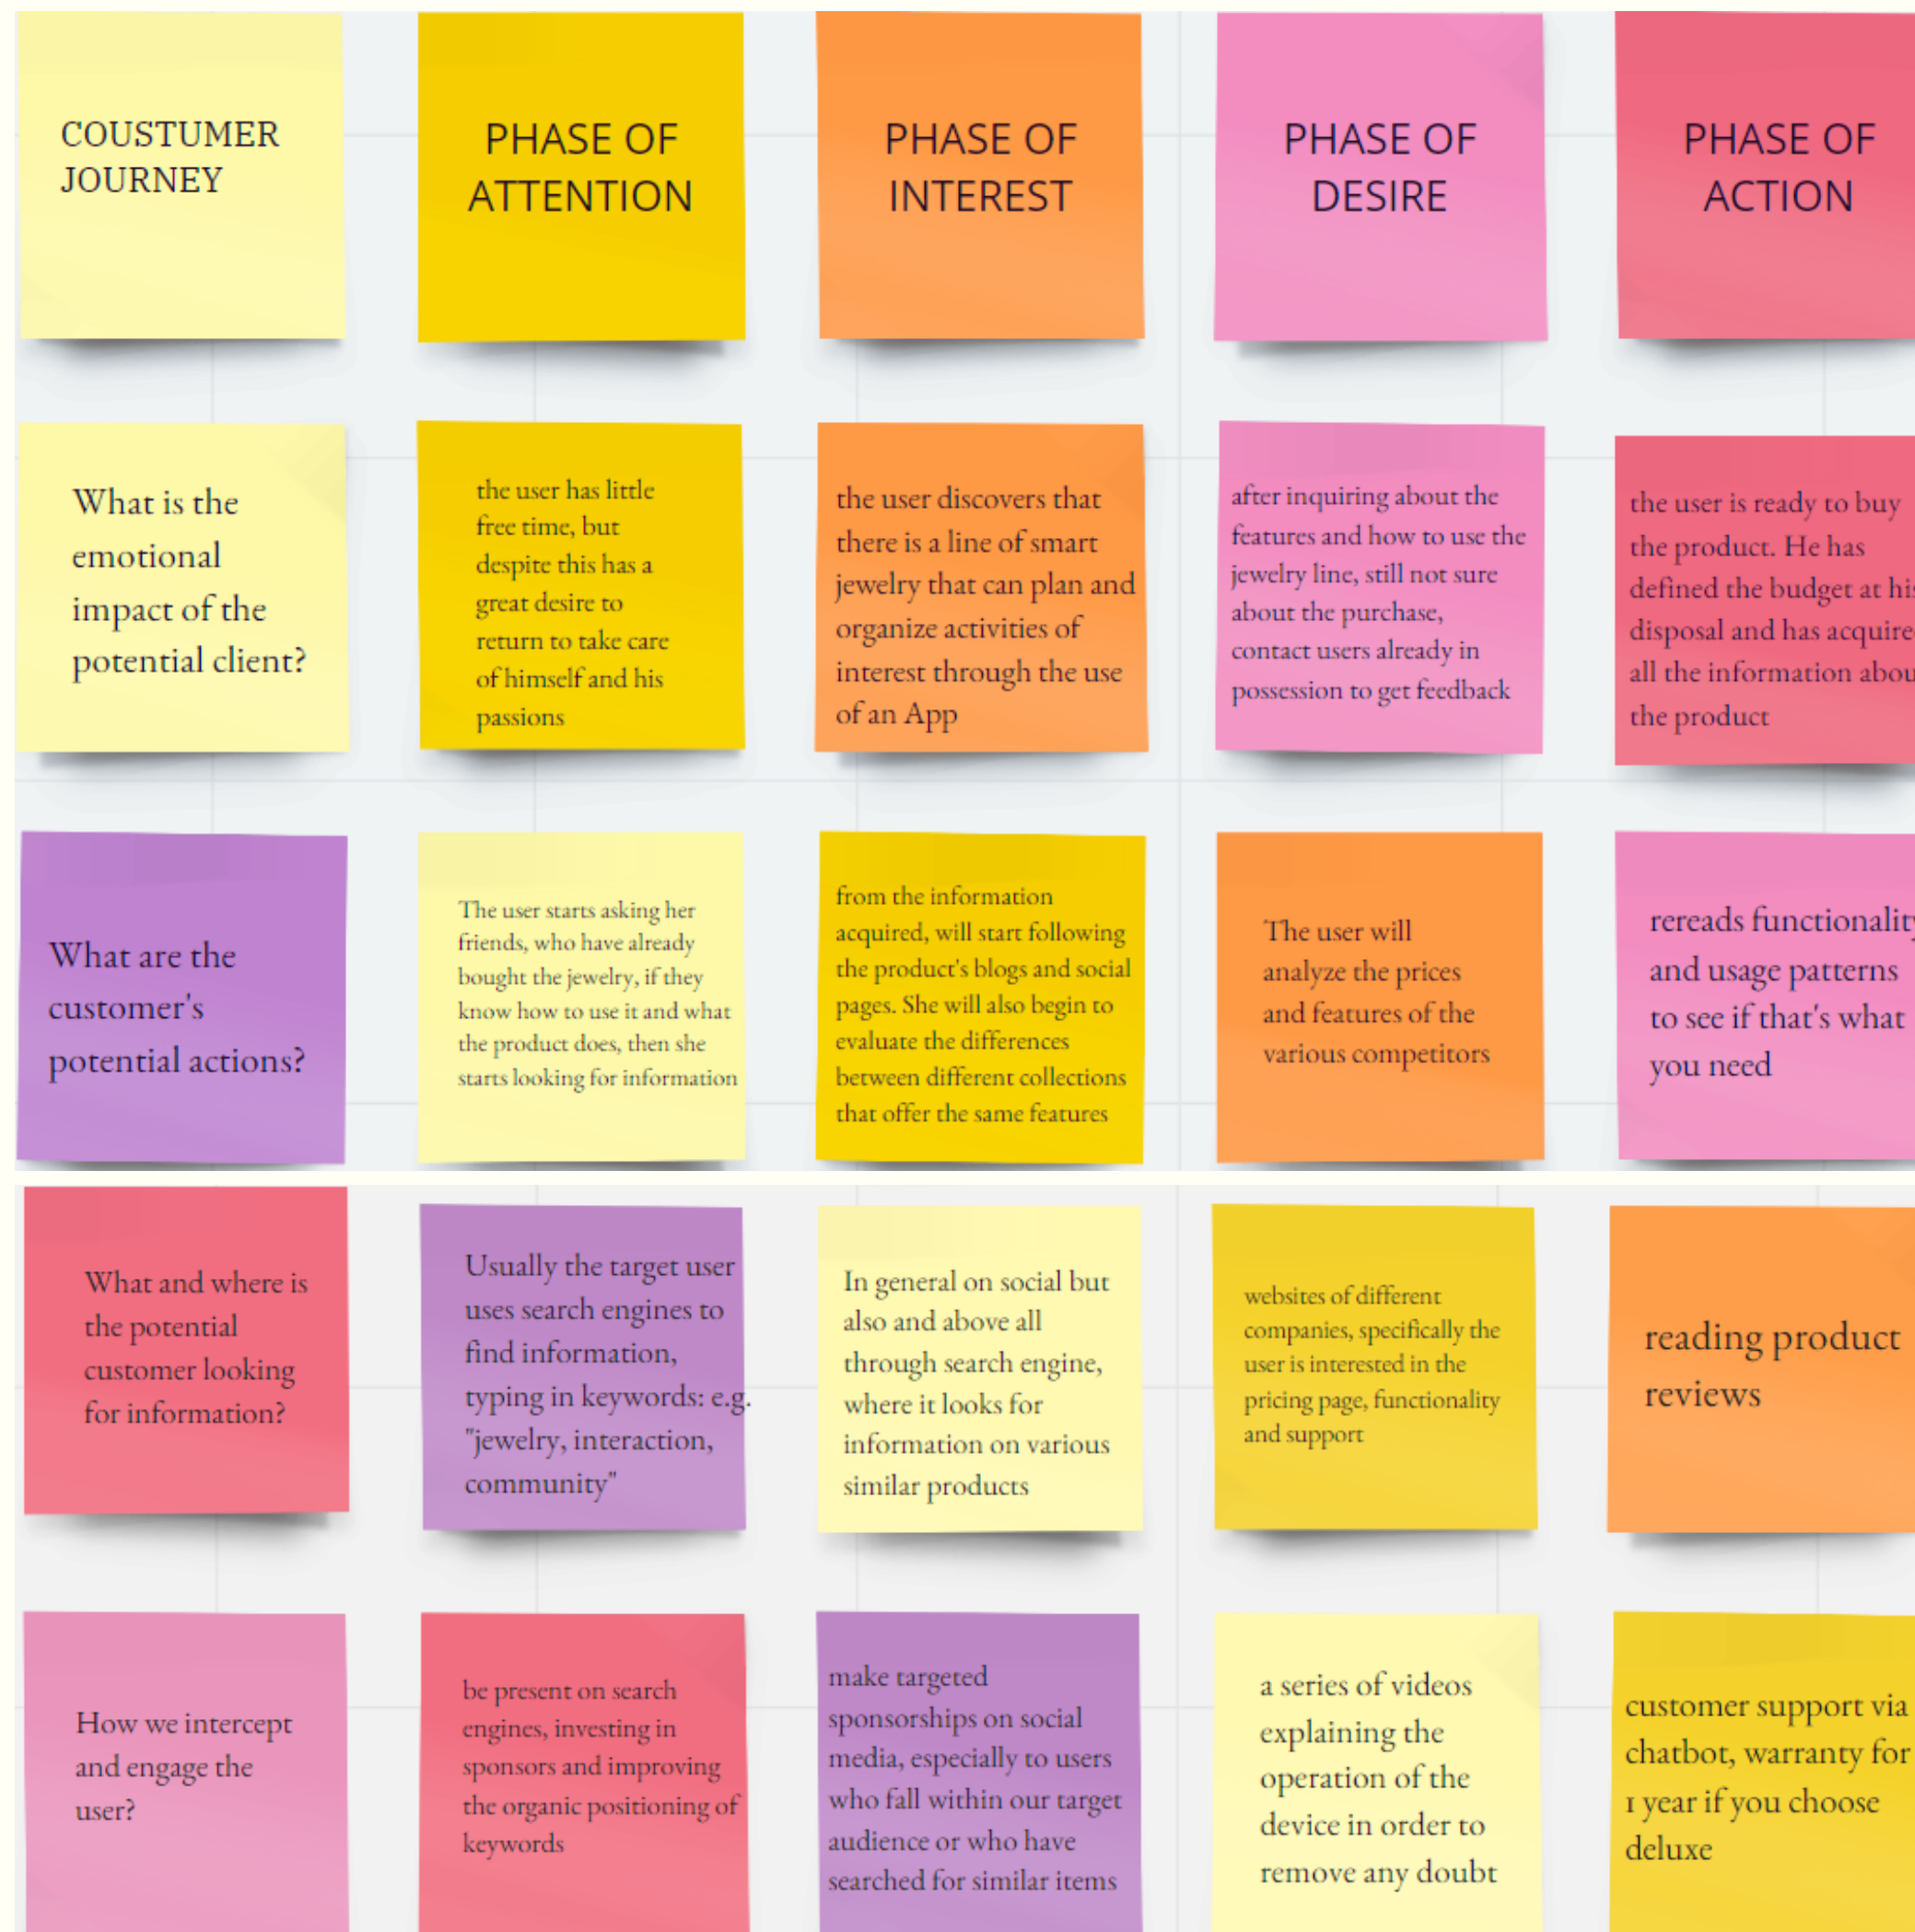 COUSTUMER
JOURNEY
PHASE OF
ATTENTION
PHASE OF
INTEREST
PHASE OF
DESIRE
PHASE OF
ACTION
What is the
emotional
impact of the
potential client?
the user has little
free time, but
despite this has a
great desire to
return to take care
of himself and his
passions
the user discovers that
there is a line of smart
jewelry that can plan and
organize activities of
interest through the use
of an App
after inquiring about the
features and how to use the
jewelry line, still not sure
about the purchase,
contact users already in
possession to get feedback
the user is ready to buy
the product. He has
defined the budget at his
disposal and has acquire
all the information abou
the product
What are the
customer's
potential actions?
The user starts asking her
friends, who have already
bought the jewelry, if they
know how to use it and what
the product does, then she
starts looking for information
from the information
acquired, will start following
the product's blogs and social
pages. She will also begin to
evaluate the differences
between different collections
that offer the same features
The user will
analyze the prices
and features of the
various competitors
rereads functionality
and usage patterns
to see if that's what
you need
What and where is
the potential
customer looking
for information?
Usually the target user
uses search engines to
find information,
typing in keywords: e.g.
"jewelry, interaction,
community"
In general on social but
also and above all
through search engine,
where it looks for
information on various
similar products
websites of different
companies, specifically the
user is interested in the
pricing page, functionality
and support
reading product
reviews
How we intercept
and engage the
user?
be present on search
engines, investing in
sponsors and improving
the organic positioning of
keywords
make targeted
sponsorships on social
media, especially to users
who fall within our target
audience or who have
searched for similar items
a series of videos
explaining the
operation of the
device in order to
remove any doubt
customer support via
chatbot, warranty for
1 year if you choose
deluxe